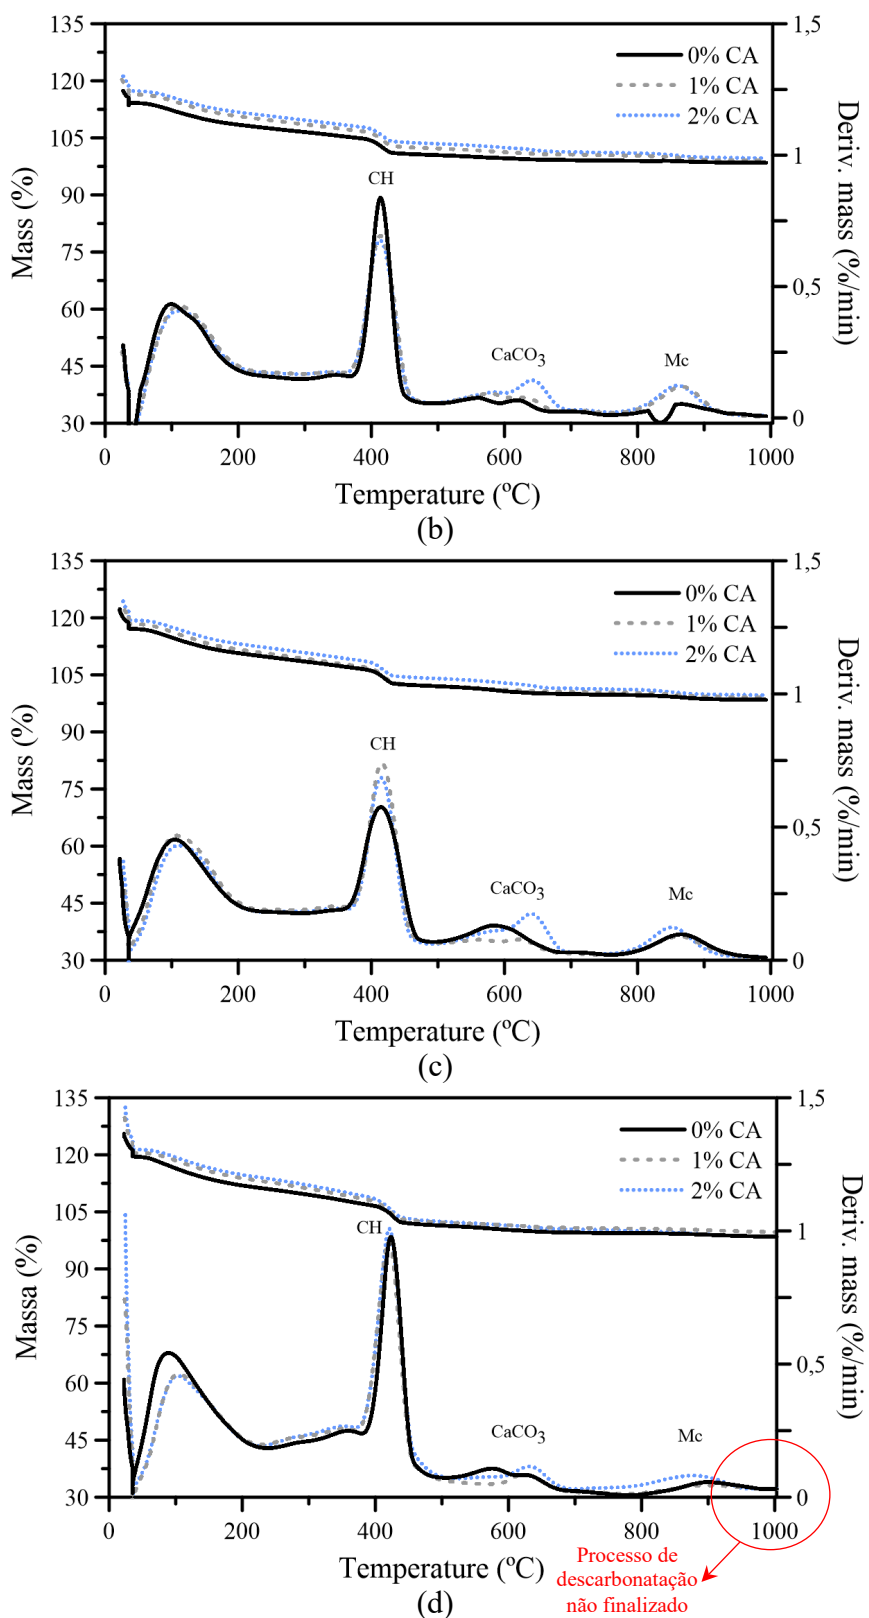 135
120
105
90
75
60
45
30
Mass (%)
1,5
1
0,5
0
Deriv. mass (%/min)
0% CA
1% CA
2% CA
CH
CaCO3
Mc
0 200 400 600 800 1000
Temperature (ºC)
(b)
135
120
105
90
75
60
45
30
Mass (%)
1,5
1
0,5
0
Deriv. mass (%/min)
0% CA
1% CA
2% CA
CH
CaCO3
Mc
0 200 400 600 800 1000
Temperature (ºC)
(c)
135
120
105
90
75
60
45
30
Massa (%)
1,5
1
0,5
0
Deriv. mass (%/min)
0% CA
1% CA
2% CA
CH
CaCO3
Mc
0 200 400 600 800 1000
Temperature (ºC)
(d)
Processo de
descarbonatação
não finalizado